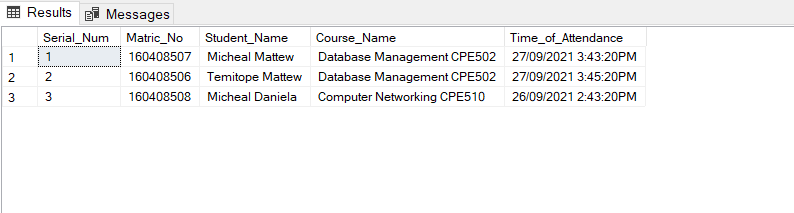 Results Messages
Serial_Num Matric_No Student_Name Course_Name Time_of_Attendance
1 1 160408507 Micheal Mattew Database Management CPE502 27/09/2021 3:43:20PM
2 2 160408506 Temitope Mattew Database Management CPE502 27/09/2021 3:45:20PM
3 3 160408508 Micheal Daniela Computer Networking CPE510 26/09/2021 2:43:20PM